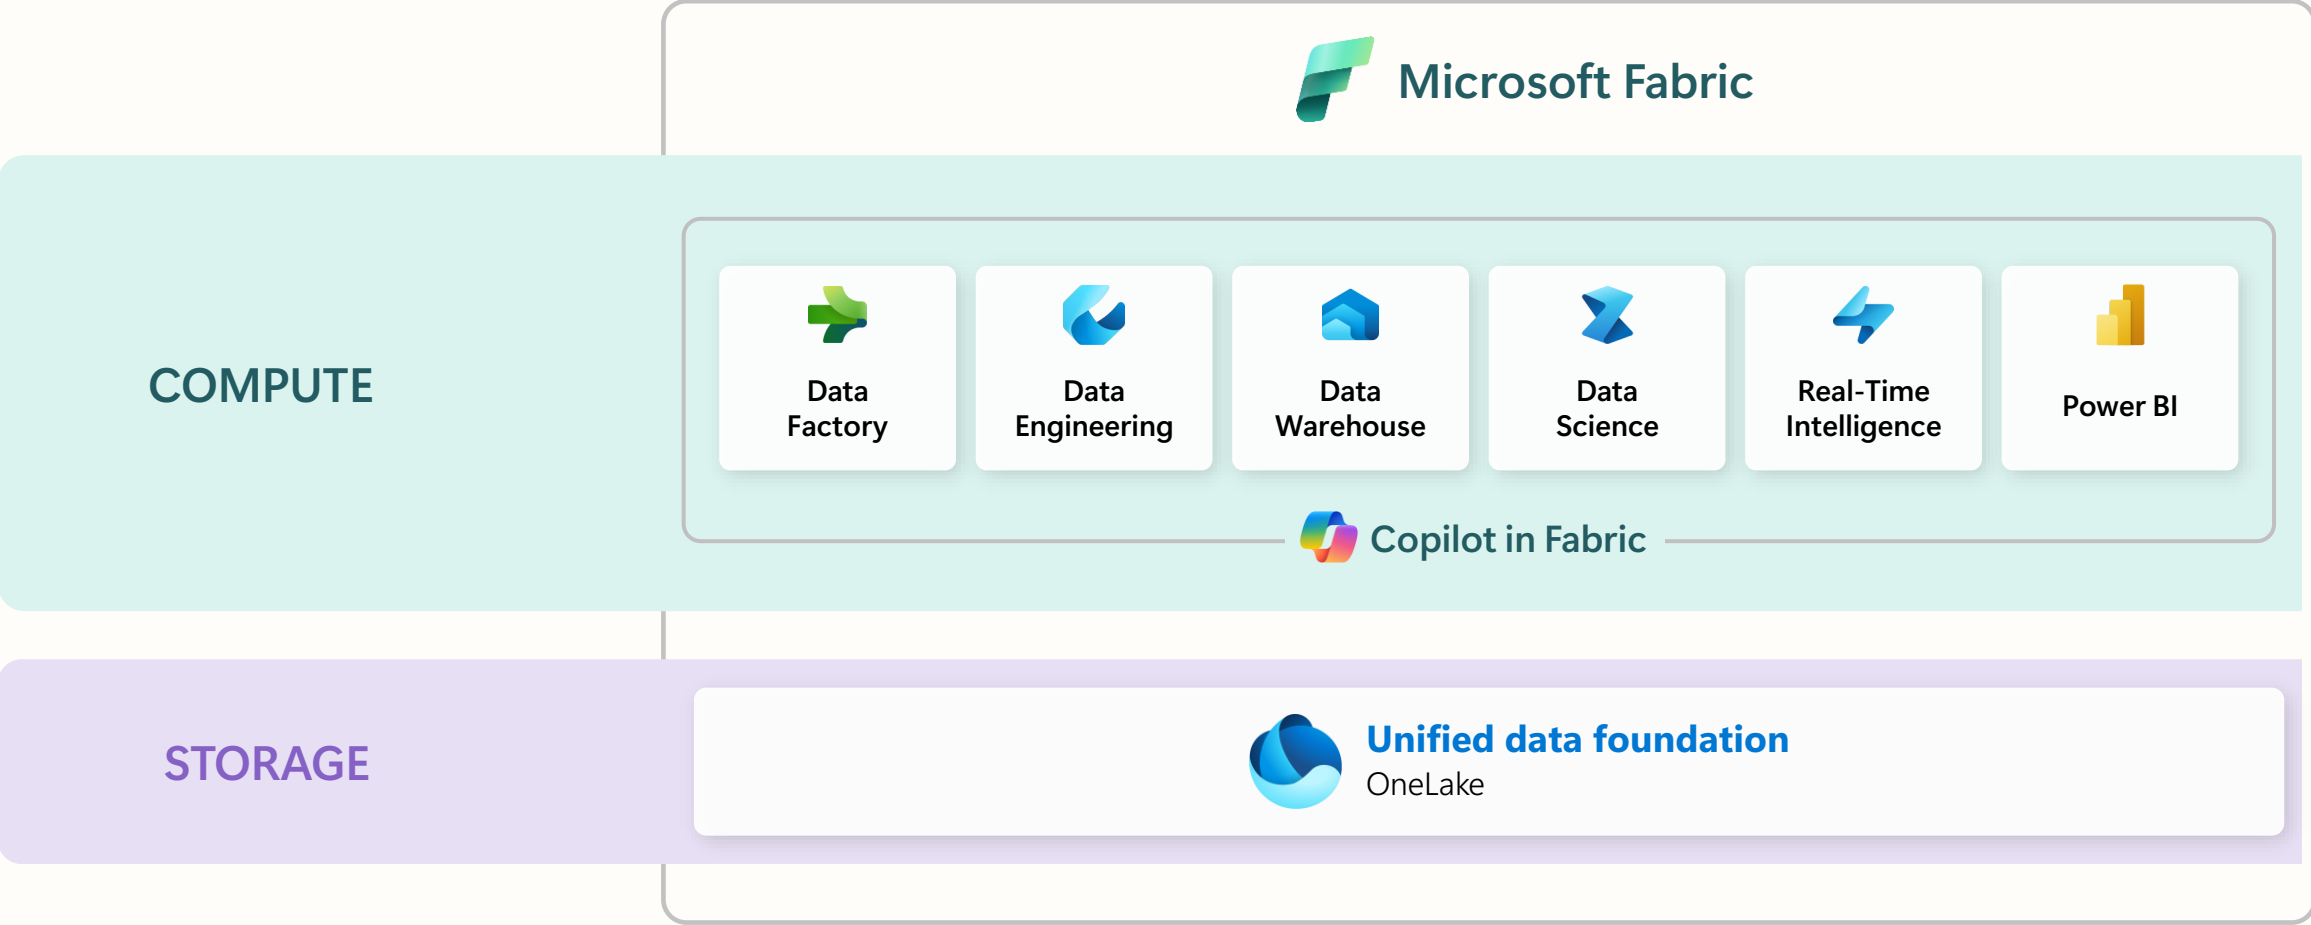 Microsoft Fabric
COMPUTE
Data
Factory
Data
Engineering
Data
Warehouse
Data
Science
Real-Time
Intelligence
Power BI
Copilot in Fabric
STORAGE
Unified data foundation
OneLake